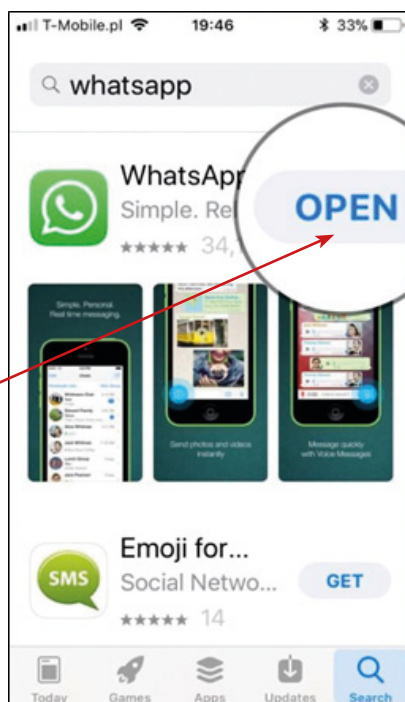 T-Mobile.pl 19:46 33%
whatsapp
WhatsApp
Simple. Re
OPEN
34,
Simple. Personal.
Real time messaging.
Send photos and videos
instantly
Message quickly
with Voice Messages
Emoji for...
SMS
Social Netwo...
GET
14
Today Games Apps Updates Search